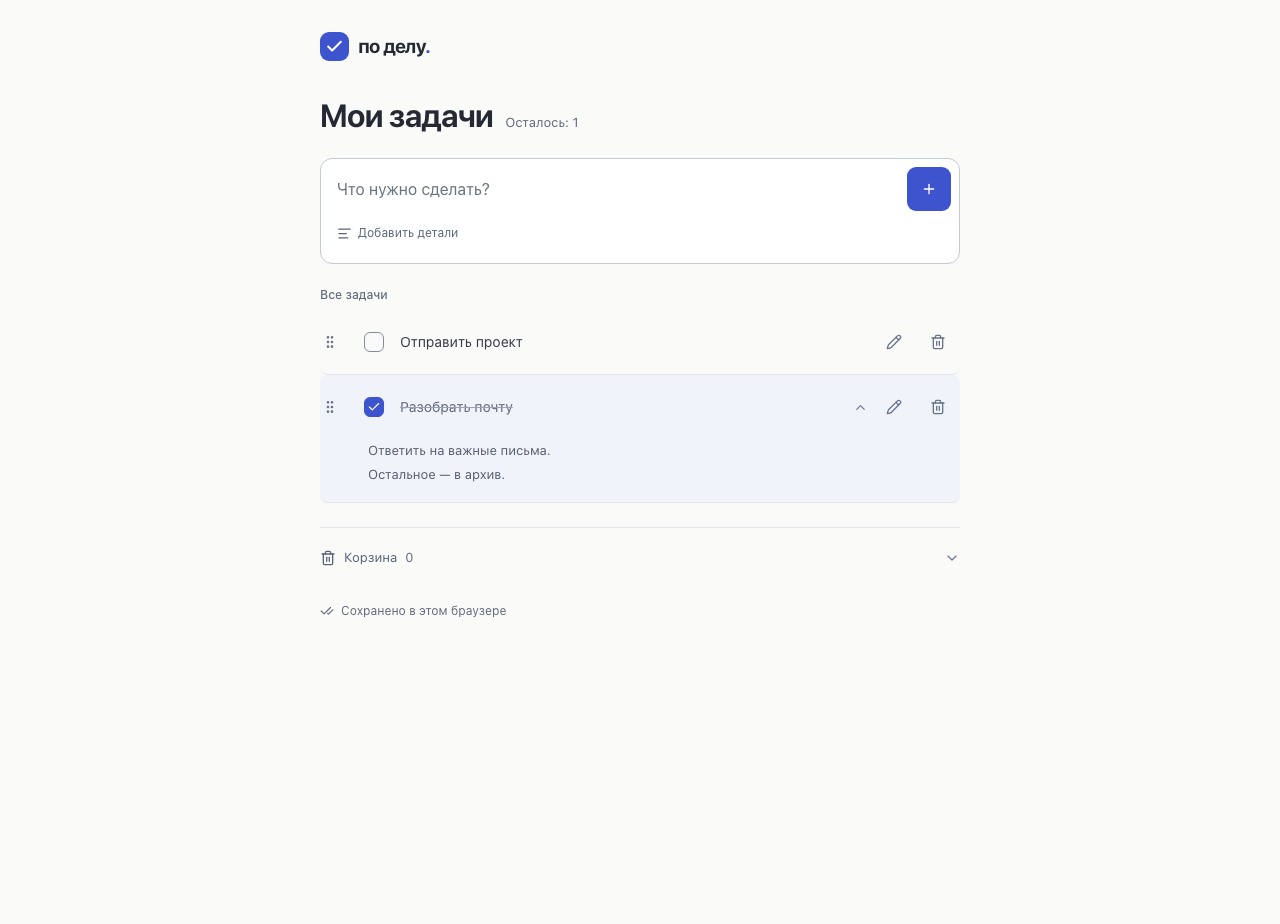 по делу.
Мои задачи
Осталось: 1
Что нужно сделать?
Добавить детали
Все задачи
Отправить проект
Разобрать почту
Ответить на важные письма.
Остальное — в архив.
Корзина 0
Сохранено в этом браузере